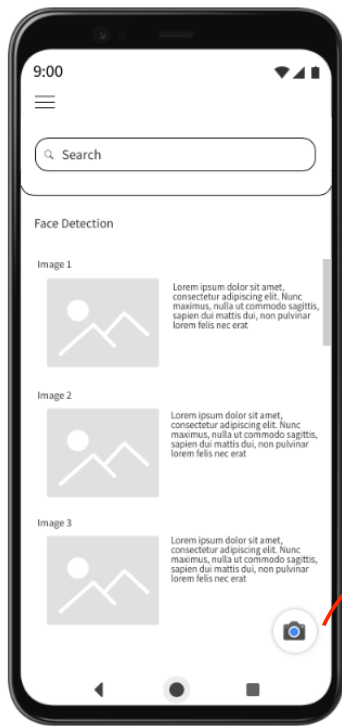 9:00
Search
Face Detection
Image 1
Lorem ipsum dolor sit amet,
consectetur adipiscing elit. Nunc
maximus, nulla ut commodo sagittis,
sapien dui mattis dui, non pulvinar
lorem felis nec erat
Image 2
Lorem ipsum dolor sit amet,
consectetur adipiscing elit. Nunc
maximus, nulla ut commodo sagittis,
sapien dui mattis dui, non pulvinar
lorem felis nec erat
Image 3
Lorem ipsum dolor sit amet,
consectetur adipiscing elit. Nunc
maximus, nulla ut commodo sagittis,
sapien dui mattis dui, non pulvinar
lorem felis nec erat